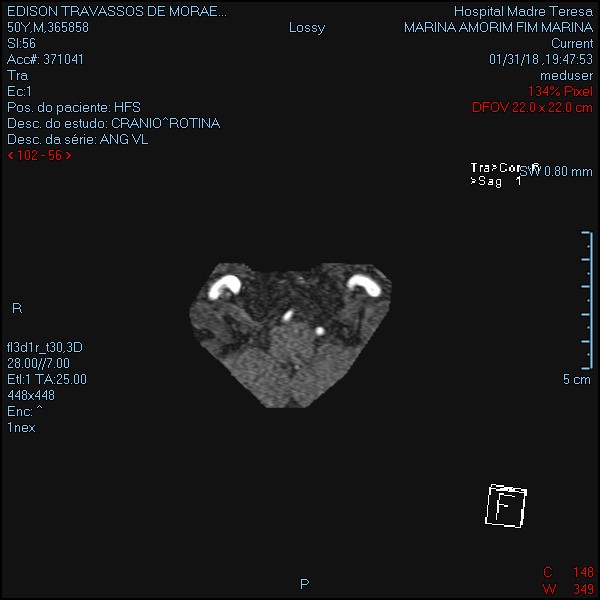 EDISON TRAVASSOS DE MORAE...
50Y,M,365858
SI:56
Acc#: 371041
Tra
Ec:1
Pos. do paciente: HFS
Desc. do estudo: CRANIO^ROTINA
Desc. da série: ANG VL
< 102 - 56 >
Lossy
Hospital Madre Teresa
MARINA AMORIM FIM MARINA
Current
01/31/18 ,19:47:53
meduser
134% Pixel
DFOV 22.0 x 22.0 cm
Tra>Cor
SW 0.80 mm
>Sag 1
R
fl3d1r_t30,3D
28.00//7.00
Etl:1 TA:25.00
448x448
Enc: ^
1nex
5 cm
F
P
C 148
W 349